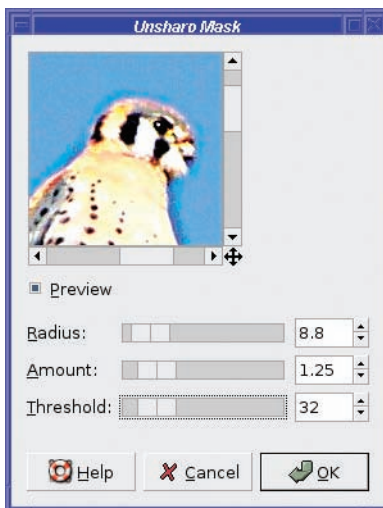 Unsharp Mask
Preview
Radius: 8.8
Amount: 1.25
Threshold: 32
Help Cancel OK